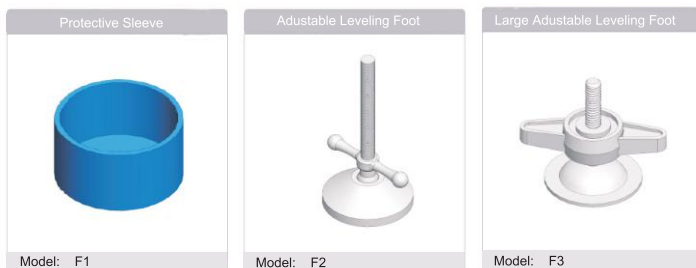 Protective Sleeve
Adustable Leveling Foot
Large Adustable Leveling Foot
Model: F1
Model: F2
Model: F3